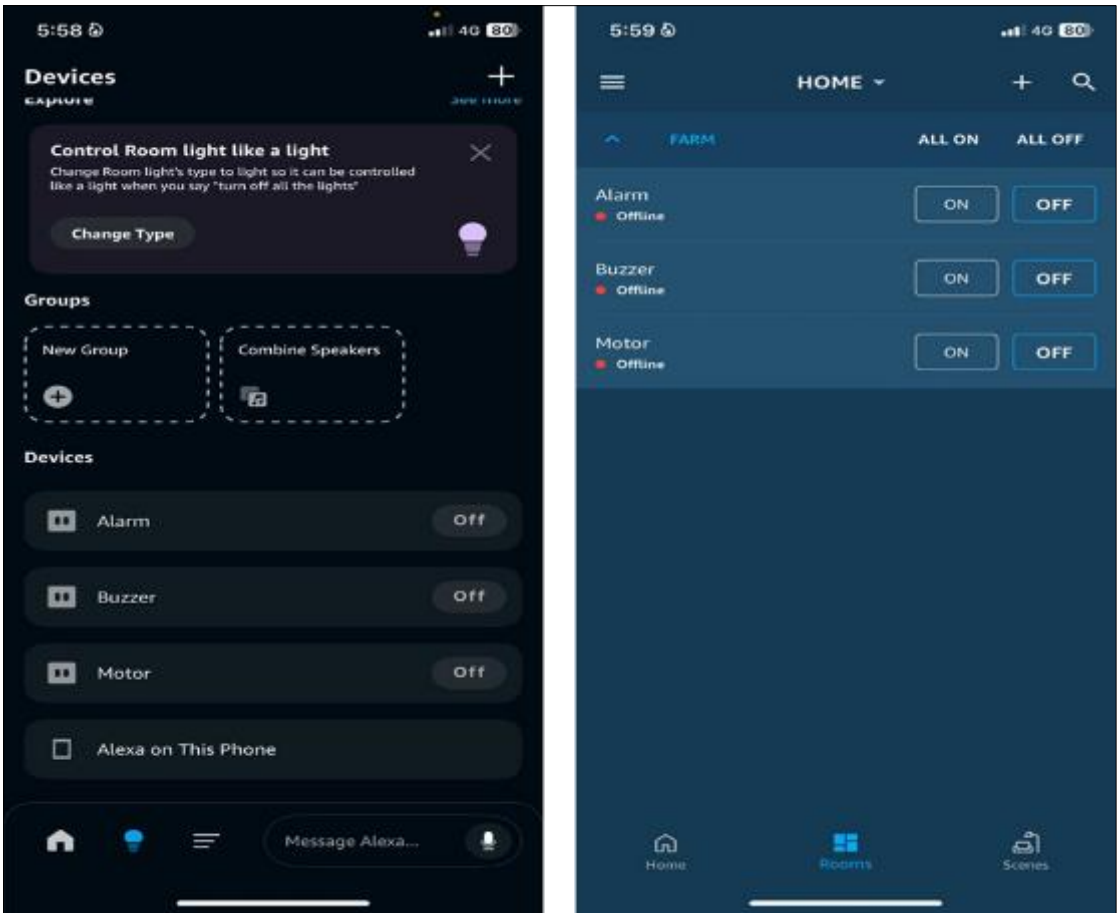 5:58
4G 80
Devices
Explore
See more
Control Room light like a light
Change Room light's type to light so it can be controlled
like a light when you say "turn off all the lights"
Change Type
Groups
New Group
Combine Speakers
Devices
Alarm
Off
Buzzer
Off
Motor
Off
Alexa on This Phone
Message Alexa...
5:59
4G 80
HOME
FARM
ALL ON
ALL OFF
Alarm
Offline
ON
OFF
Buzzer
Offline
ON
OFF
Motor
Offline
ON
OFF
Home
Rooms
Scenes